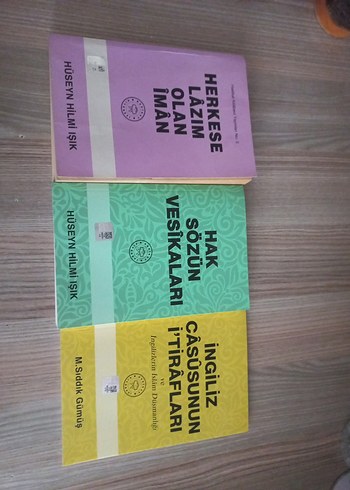 HERKESE
LÂZIM
OLAN
ÎMÂN
HÜSEYN HİLMİ IŞIK
HAK
SÖZÜN
VESÎKALARI
HÜSEYN HİLMİ IŞIK
İNGİLİZ
CÂSÛSUNUN
İ'TİRÂFLARI
ve
İngilizlerin İslâm Düşmanlığı
M.Sıddık Gümüş